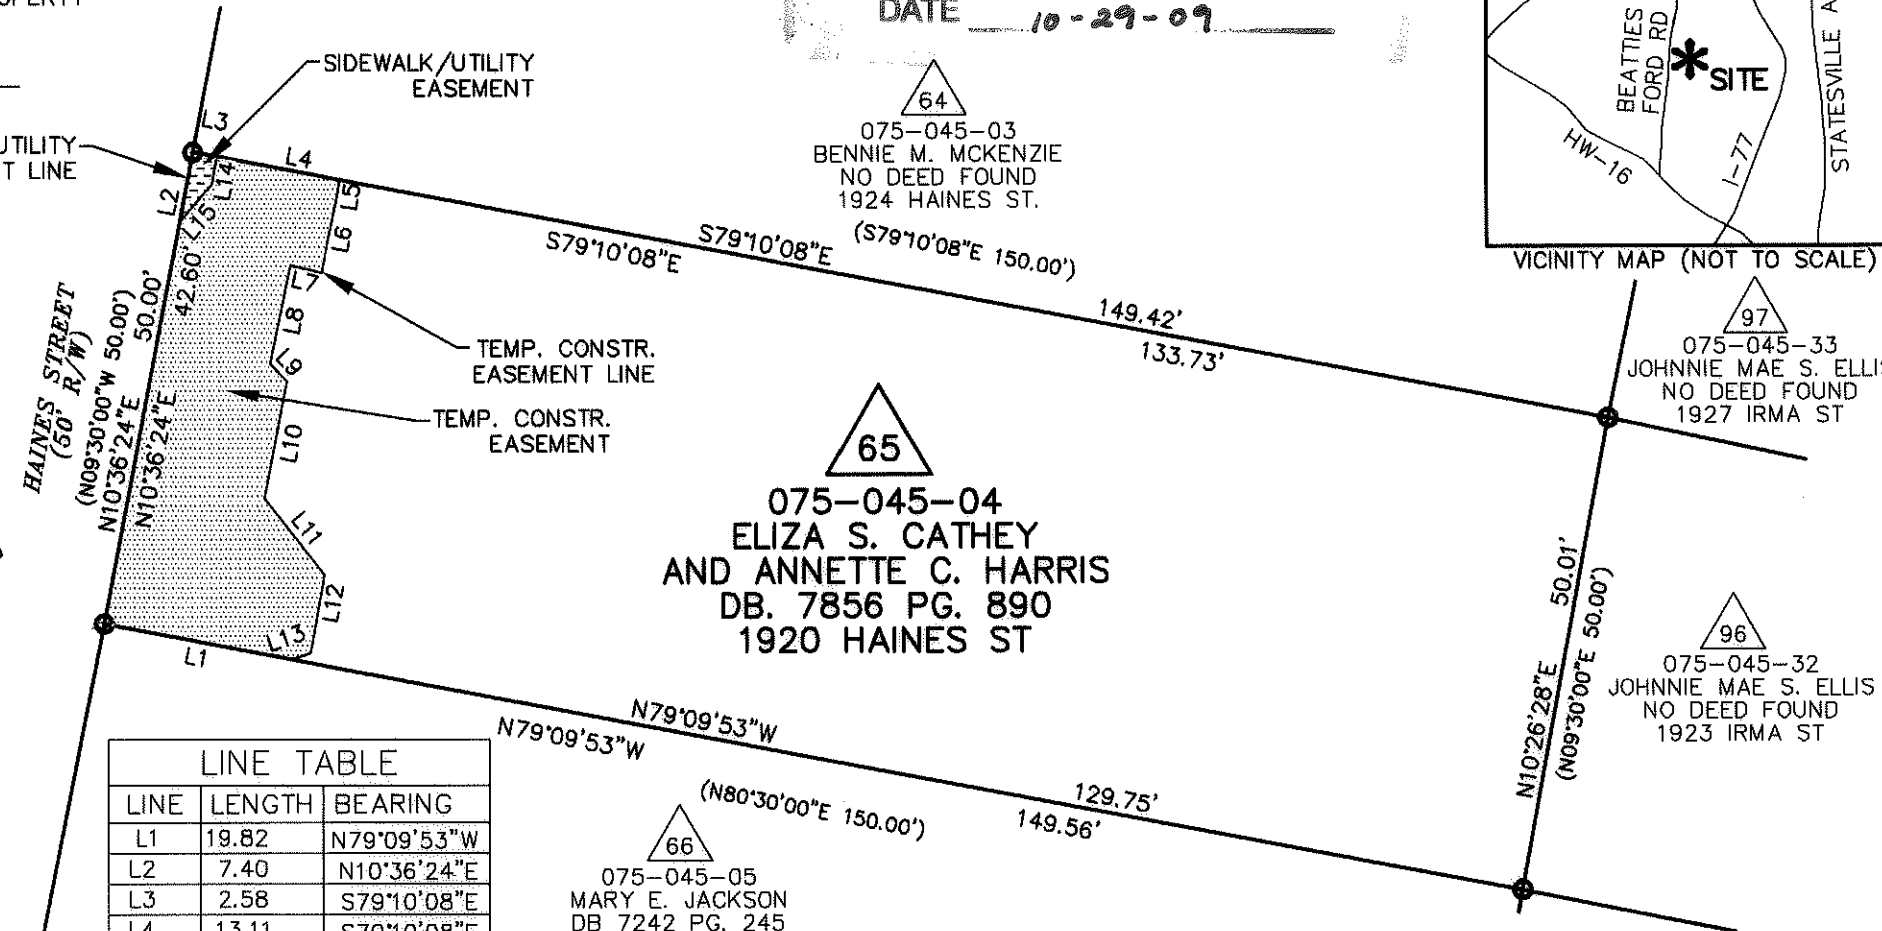 DATE 10-29-09
SIDEWALK/UTILITY
EASEMENT
UTILITY
T LINE
L3
L4
L14
L2
L15
L5
L6
L7
L8
L9
L10
L11
L12
L13
L1
42.60'
50.00'
HAINES STREET
(50' R/W)
(N09°30'00"W 50.00')
N10°36'24"E
N10°36'24"E
TEMP. CONSTR.
EASEMENT LINE
TEMP. CONSTR.
EASEMENT
64
075-045-03
BENNIE M. MCKENZIE
NO DEED FOUND
1924 HAINES ST.
S79°10'08"E
S79°10'08"E
(S79°10'08"E 150.00')
149.42'
133.73'
BEATTIES
FORD RD
SITE
HW-16
I-77
STATESVILLE A
VICINITY MAP (NOT TO SCALE)
97
075-045-33
JOHNNIE MAE S. ELLIS
NO DEED FOUND
1927 IRMA ST
65
075-045-04
ELIZA S. CATHEY
AND ANNETTE C. HARRIS
DB. 7856 PG. 890
1920 HAINES ST
50.01'
N10°26'28"E
(N09°30'00"E 50.00')
96
075-045-32
JOHNNIE MAE S. ELLIS
NO DEED FOUND
1923 IRMA ST
N79°09'53"W
N79°09'53"W
(N80°30'00"E 150.00')
129.75'
149.56'
66
075-045-05
MARY E. JACKSON
DB 7242 PG. 245
LINE TABLE
LINE LENGTH BEARING
L1 19.82 N79°09'53"W
L2 7.40 N10°36'24"E
L3 2.58 S79°10'08"E
L4 13.11 S79°10'08"E